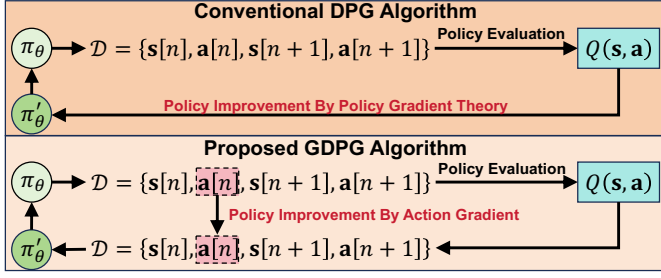 Conventional DPG Algorithm
π_θ 𝒟 = {s[n], a[n], s[n + 1], a[n + 1]} Policy Evaluation Q(s, a)
π′_θ Policy Improvement By Policy Gradient Theory
Proposed GDPG Algorithm
π_θ 𝒟 = {s[n], a[n], s[n + 1], a[n + 1]} Policy Evaluation Q(s, a)
Policy Improvement By Action Gradient
π′_θ 𝒟 = {s[n], a[n], s[n + 1], a[n + 1]}